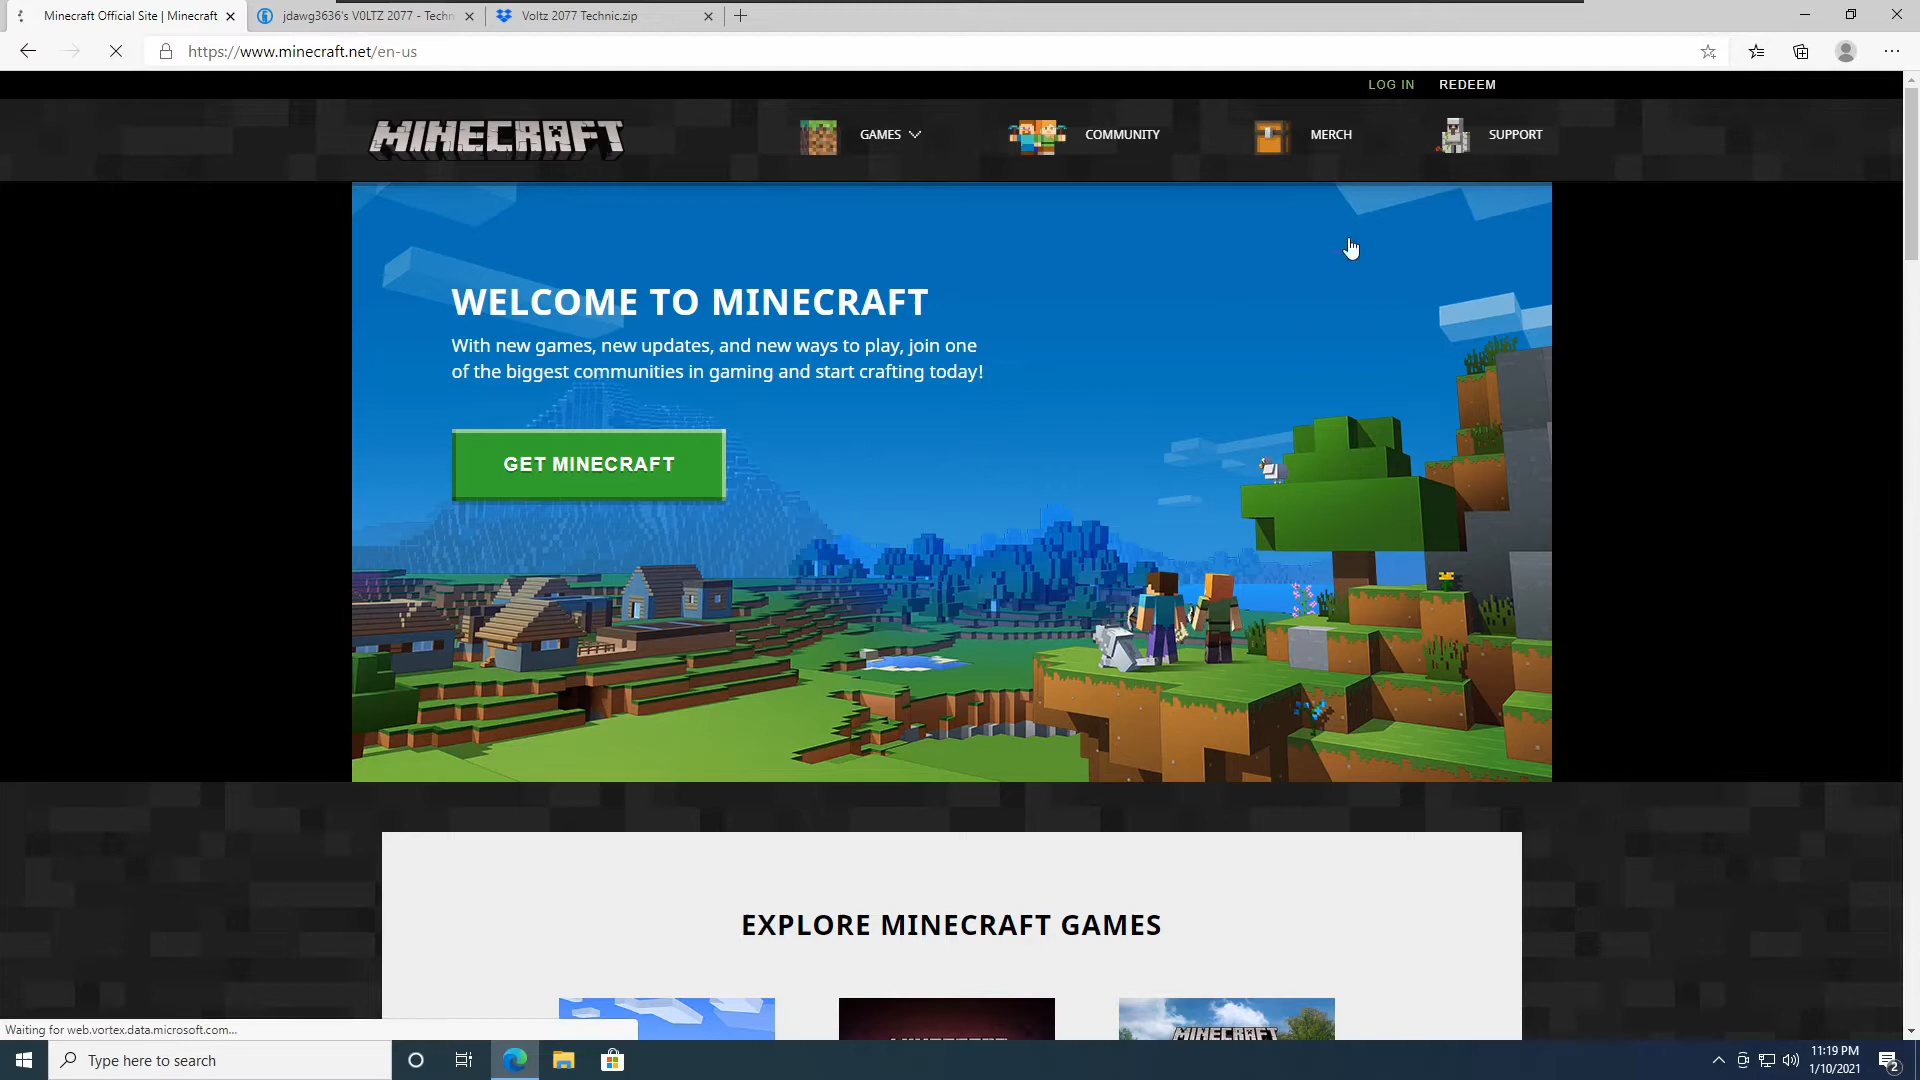 Minecraft Official Site | Minecraft
jdawg3636's V0LTZ 2077 - Techn
Voltz 2077 Technic.zip
https://www.minecraft.net/en-us
LOG IN
REDEEM
MINECRAFT
GAMES
COMMUNITY
MERCH
SUPPORT
WELCOME TO MINECRAFT
With new games, new updates, and new ways to play, join one
of the biggest communities in gaming and start crafting today!
GET MINECRAFT
EXPLORE MINECRAFT GAMES
MINECRAFT
Waiting for web.vortex.data.microsoft.com...
Type here to search
11:19 PM
1/10/2021
2